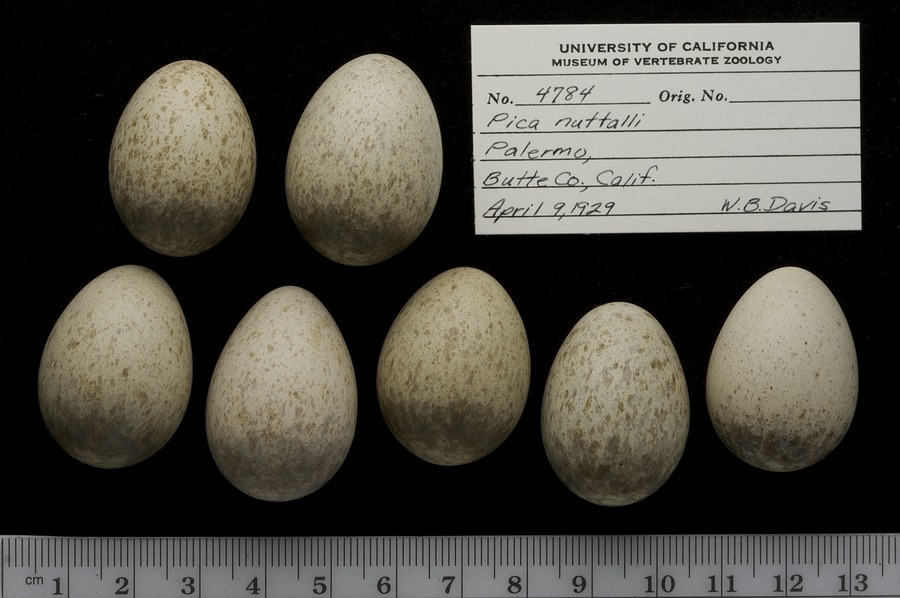 UNIVERSITY OF CALIFORNIA
MUSEUM OF VERTEBRATE ZOOLOGY
No. 4784 Orig. No.
Pica nuttalli
Palermo,
Butte Co., Calif.
April 9, 1929 W.B. Davis
cm 1 2 3 4 5 6 7 8 9 10 11 12 13